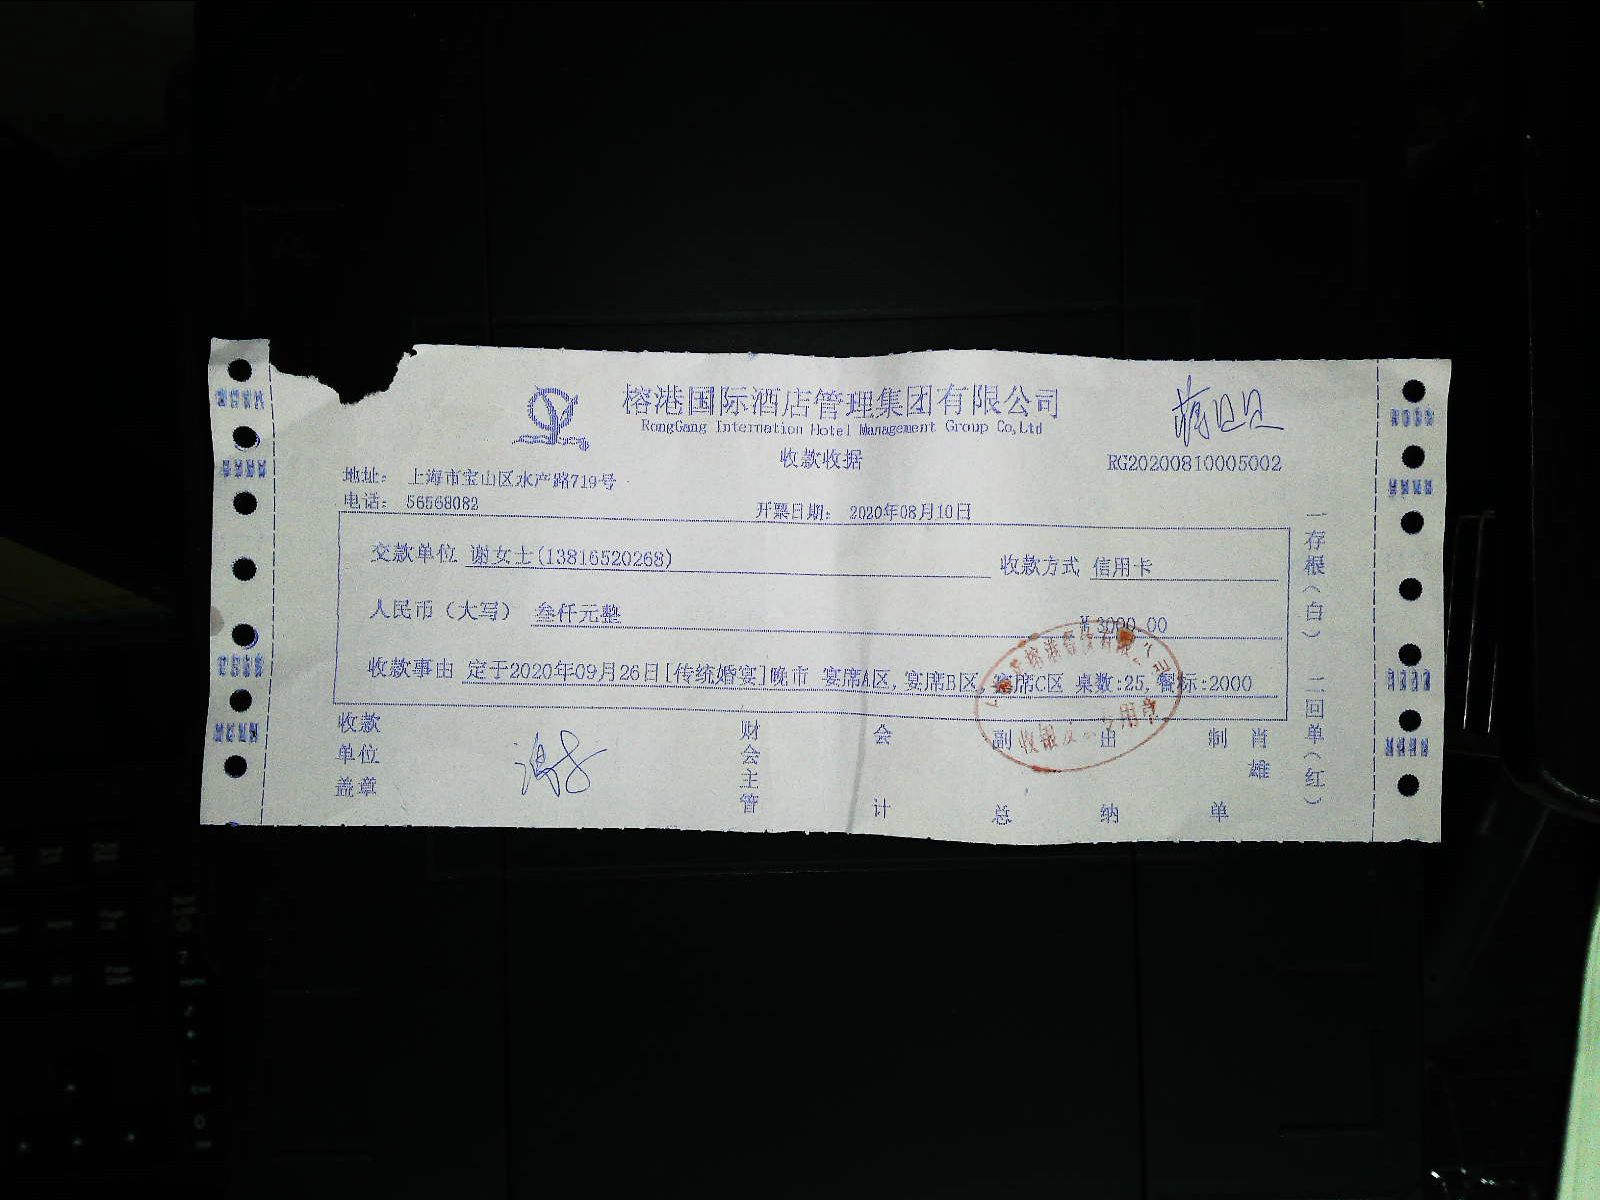 榕港国际酒店管理集团有限公司
RongGang Internation Hotel Management Group Co,Ltd
收款收据
RG20200810005002
地址： 上海市宝山区水产路719号
电话： 56568082
开票日期： 2020年08月10日
交款单位 谢女士(13816520268) 收款方式 信用卡
人民币（大写） 叁仟元整 ¥3000.00
收款事由 定于2020年09月26日[传统婚宴]晚市 宴席A区,宴席B区,宴席C区 桌数:25,餐标:2000
收款单位盖章
财会主管
会计
副总
出纳
制单
肖雄
一存根（白）
二回单（红）